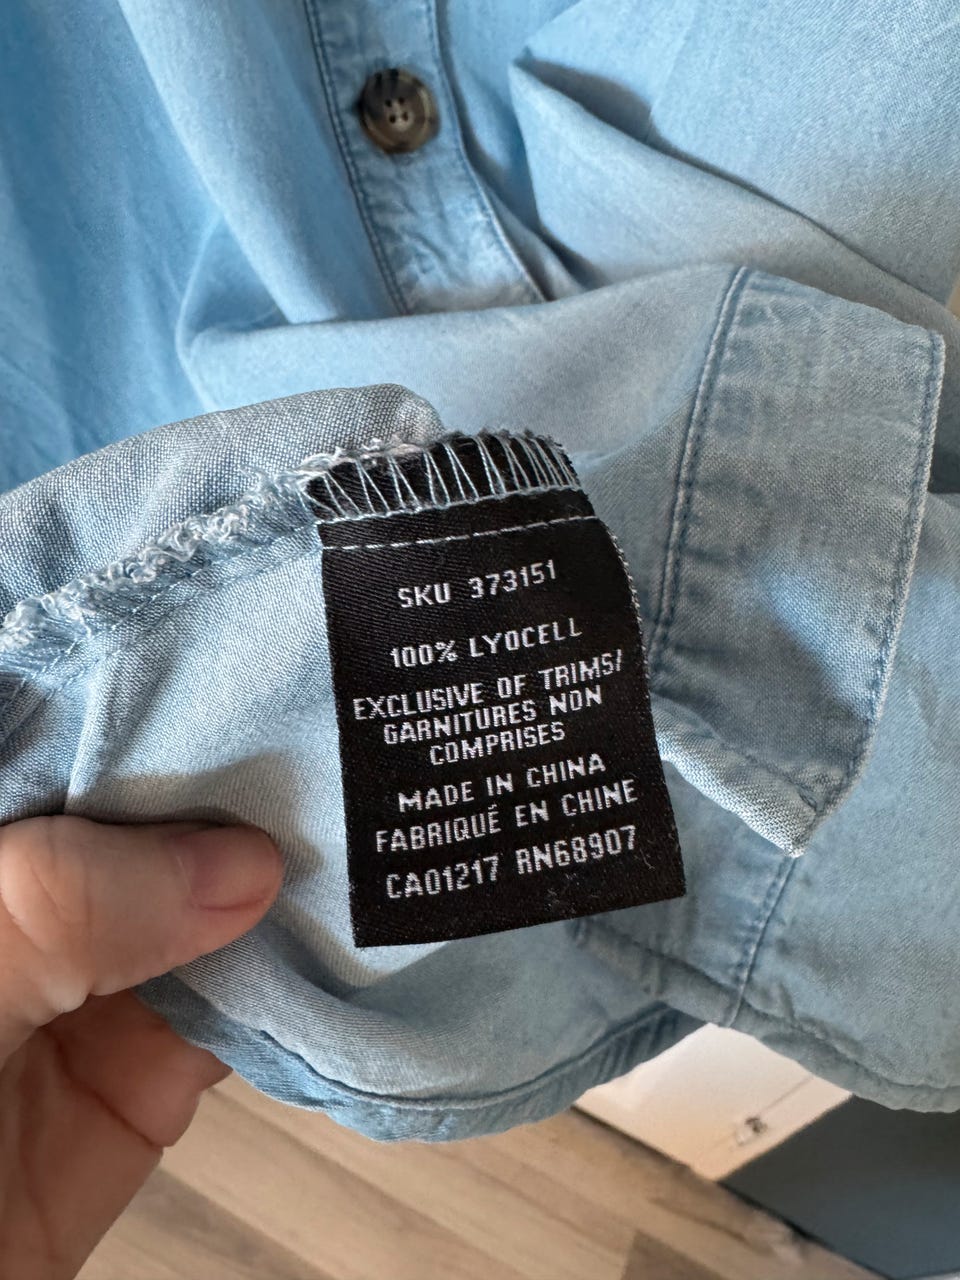 SKU 373151
100% LYOCELL
EXCLUSIVE OF TRIMS/
GARNITURES NON
COMPRISES
MADE IN CHINA
FABRIQUÉ EN CHINE
CA01217 RN68907